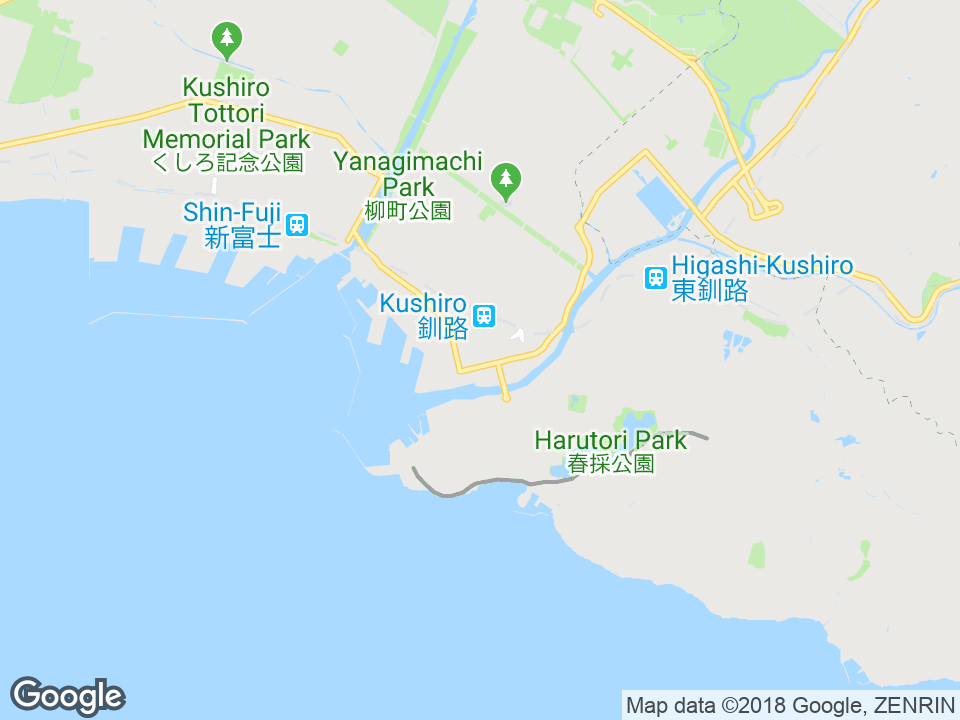 Kushiro
Tottori
Memorial Park
くしろ記念公園
Yanagimachi
Park
柳町公園
Shin-Fuji
新富士
Higashi-Kushiro
東釧路
Kushiro
釧路
Harutori Park
春採公園
Google
Map data ©2018 Google, ZENRIN